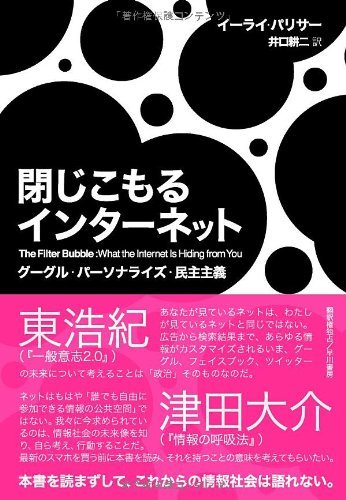 「著作権保護コンテンツ」
イーライ・パリサー
井口耕二 訳
閉じこもる
インターネット
The Filter Bubble :What the Internet Is Hiding from You
グーグル・パーソナライズ・民主主義
東浩紀
(『一般意志2.0』)
あなたが見ているネットは、わたし
が見ているネットと同じではない。
広告から検索結果まで、あらゆる情
報がカスタマイズされるいま、グー
グル、フェイスブック、ツイッター
の未来について考えることは「政治」そのものなのだ。
翻訳権独占/早川書房
ネットはもはや「誰でも自由に
参加できる情報の公共空間」で
はない。我々に今求められてい
るのは、情報社会の未来像を知
り、自ら考え、行動することだ。
津田大介
(『情報の呼吸法』)
最新のスマホを買う前に本書を読み、それを持つことの意味を考えてもらいたい。
本書を読まずして、これからの情報社会は語れない。